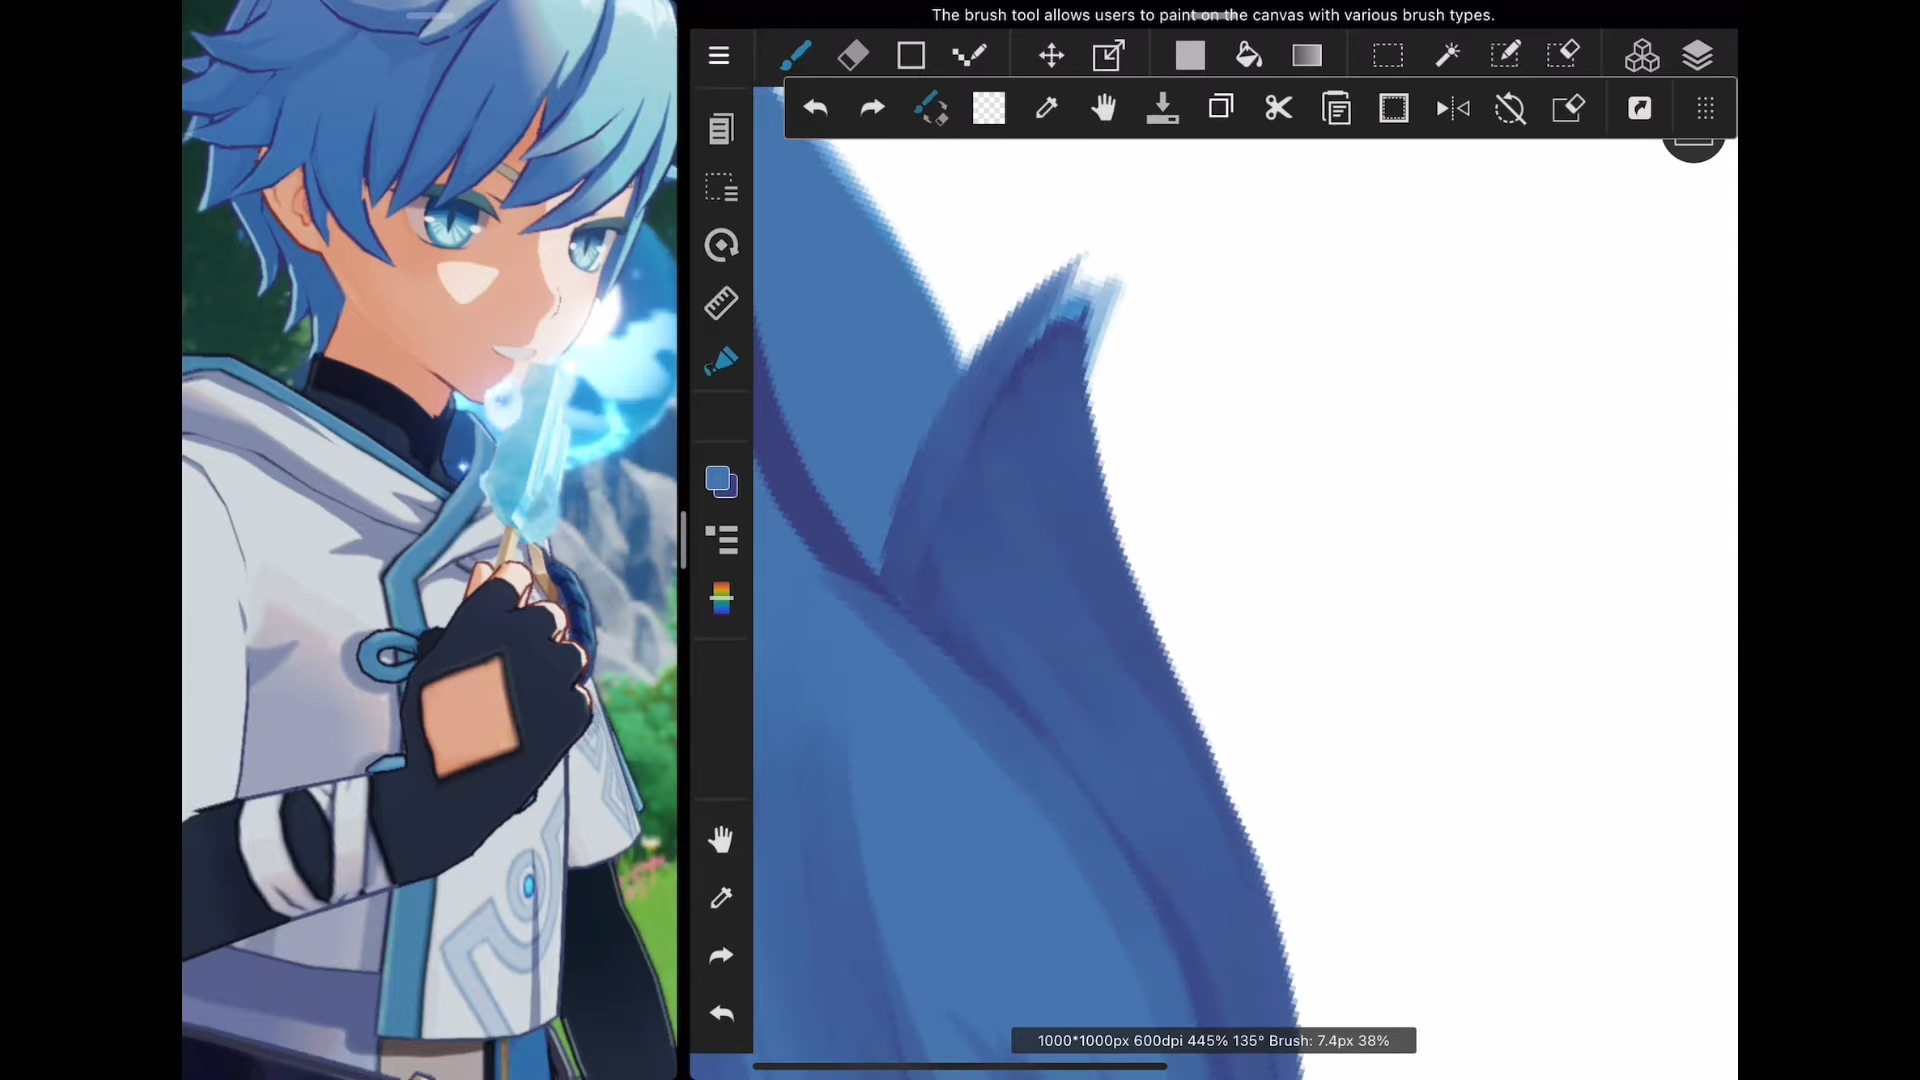 The brush tool allows users to paint on the canvas with various brush types.
1000*1000px 600dpi 445% 135° Brush: 7.4px 38%